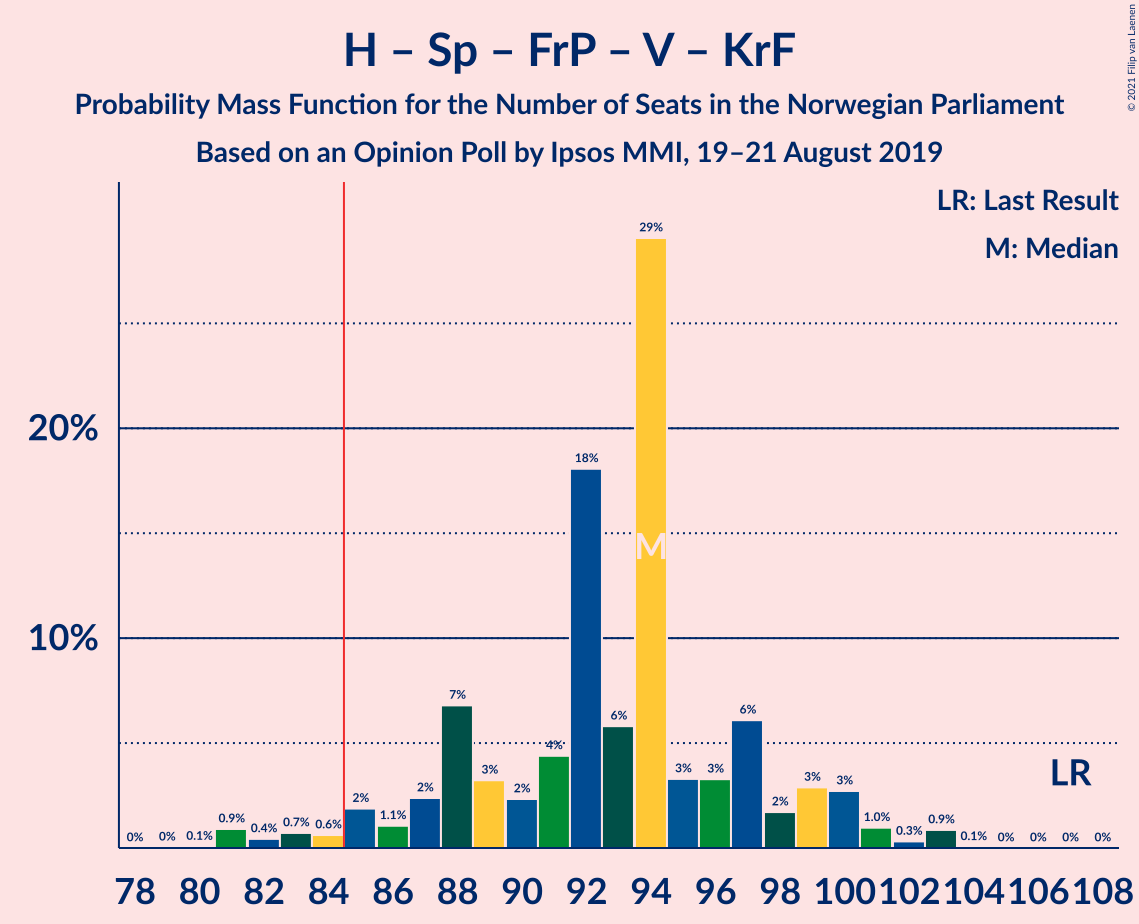 H – Sp – FrP – V – KrF
Probability Mass Function for the Number of Seats in the Norwegian Parliament
Based on an Opinion Poll by Ipsos MMI, 19–21 August 2019
© 2021 Filip van Laenen
LR: Last Result
M: Median
20%
10%
0% 0% 0.1% 0.9% 0.4% 0.7% 0.6% 2% 1.1% 2% 7% 3% 2% 4% 18% 6% 29% 3% 3% 6% 2% 3% 3% 1.0% 0.3% 0.9% 0.1% 0% 0% 0% 0%
M
LR
78 80 82 84 86 88 90 92 94 96 98 100 102 104 106 108